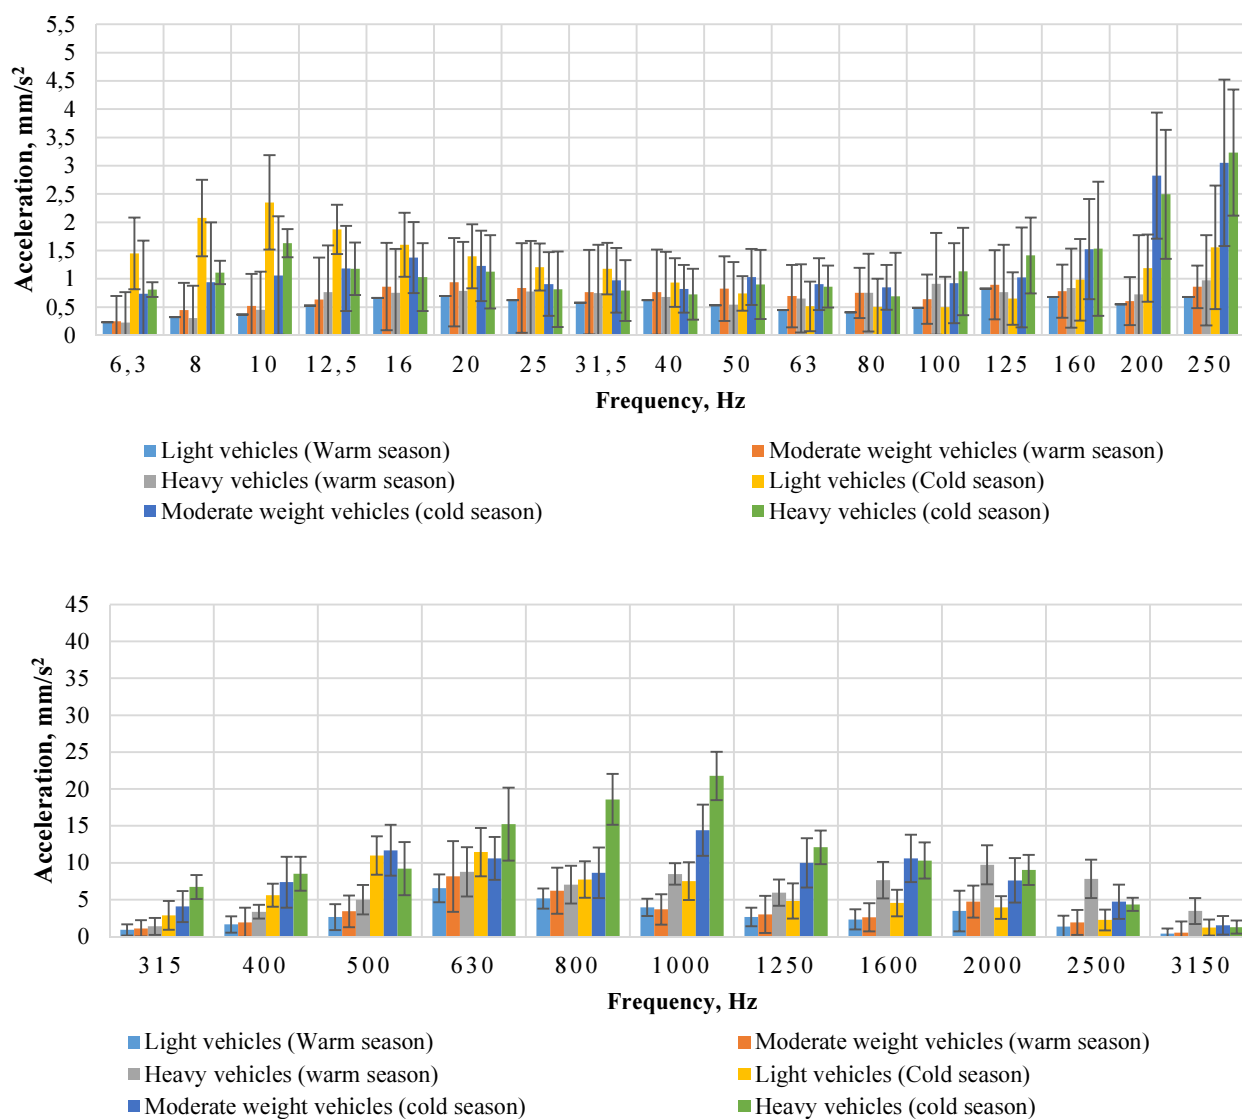 5,5
5
4,5
4
3,5
3
2,5
2
1,5
1
0,5
0
Acceleration, mm/s²
6,3 8 10 12,5 16 20 25 31,5 40 50 63 80 100 125 160 200 250
Frequency, Hz
Light vehicles (Warm season) Moderate weight vehicles (warm season)
Heavy vehicles (warm season) Light vehicles (Cold season)
Moderate weight vehicles (cold season) Heavy vehicles (cold season)
45
40
35
30
25
20
15
10
5
0
Acceleration, mm/s²
315 400 500 630 800 1000 1250 1600 2000 2500 3150
Frequency, Hz
Light vehicles (Warm season) Moderate weight vehicles (warm season)
Heavy vehicles (warm season) Light vehicles (Cold season)
Moderate weight vehicles (cold season) Heavy vehicles (cold season)